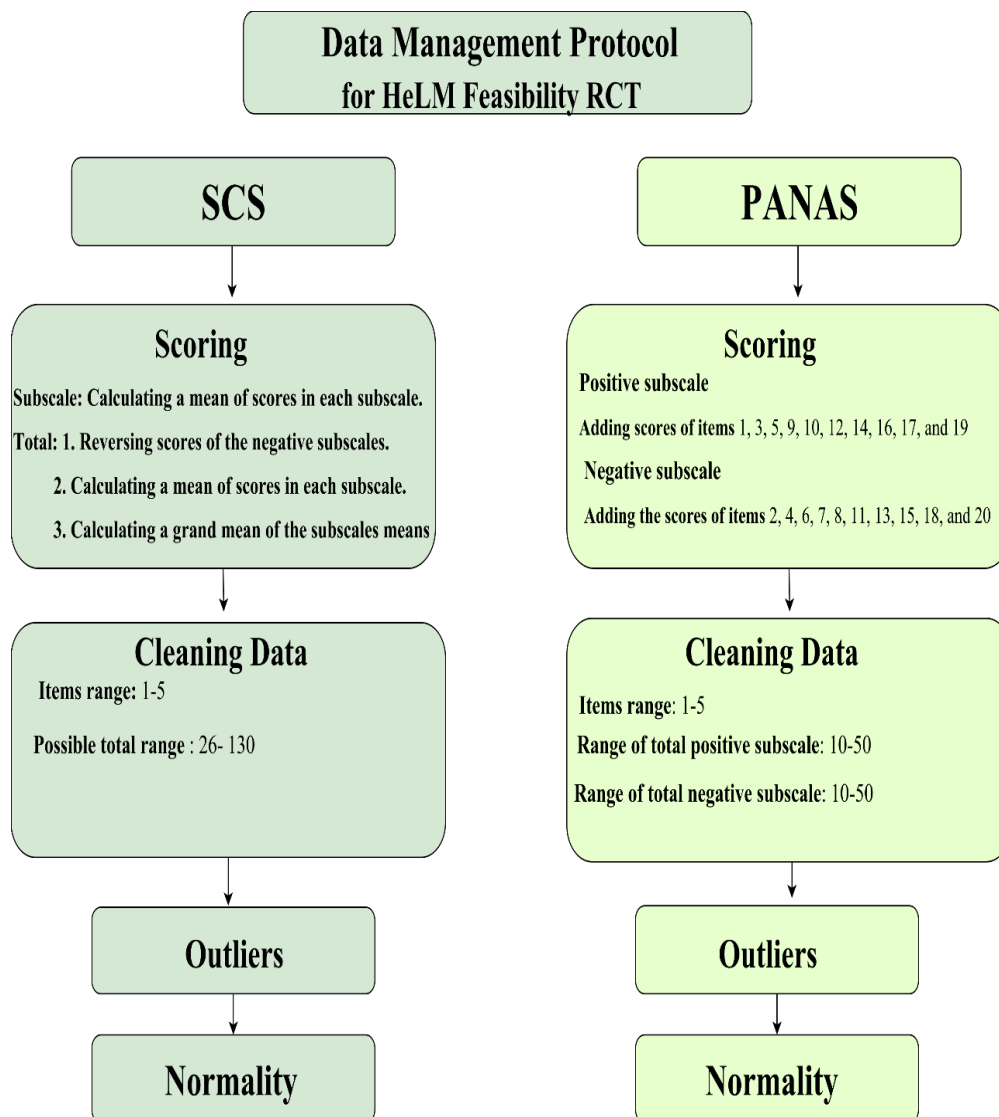 Data Management Protocol
for HeLM Feasibility RCT
SCS
Scoring
Subscale: Calculating a mean of scores in each subscale.
Total: 1. Reversing scores of the negative subscales.
2. Calculating a mean of scores in each subscale.
3. Calculating a grand mean of the subscales means
Cleaning Data
Items range: 1-5
Possible total range : 26- 130
Outliers
Normality
PANAS
Scoring
Positive subscale
Adding scores of items 1, 3, 5, 9, 10, 12, 14, 16, 17, and 19
Negative subscale
Adding the scores of items 2, 4, 6, 7, 8, 11, 13, 15, 18, and 20
Cleaning Data
Items range: 1-5
Range of total positive subscale: 10-50
Range of total negative subscale: 10-50
Outliers
Normality